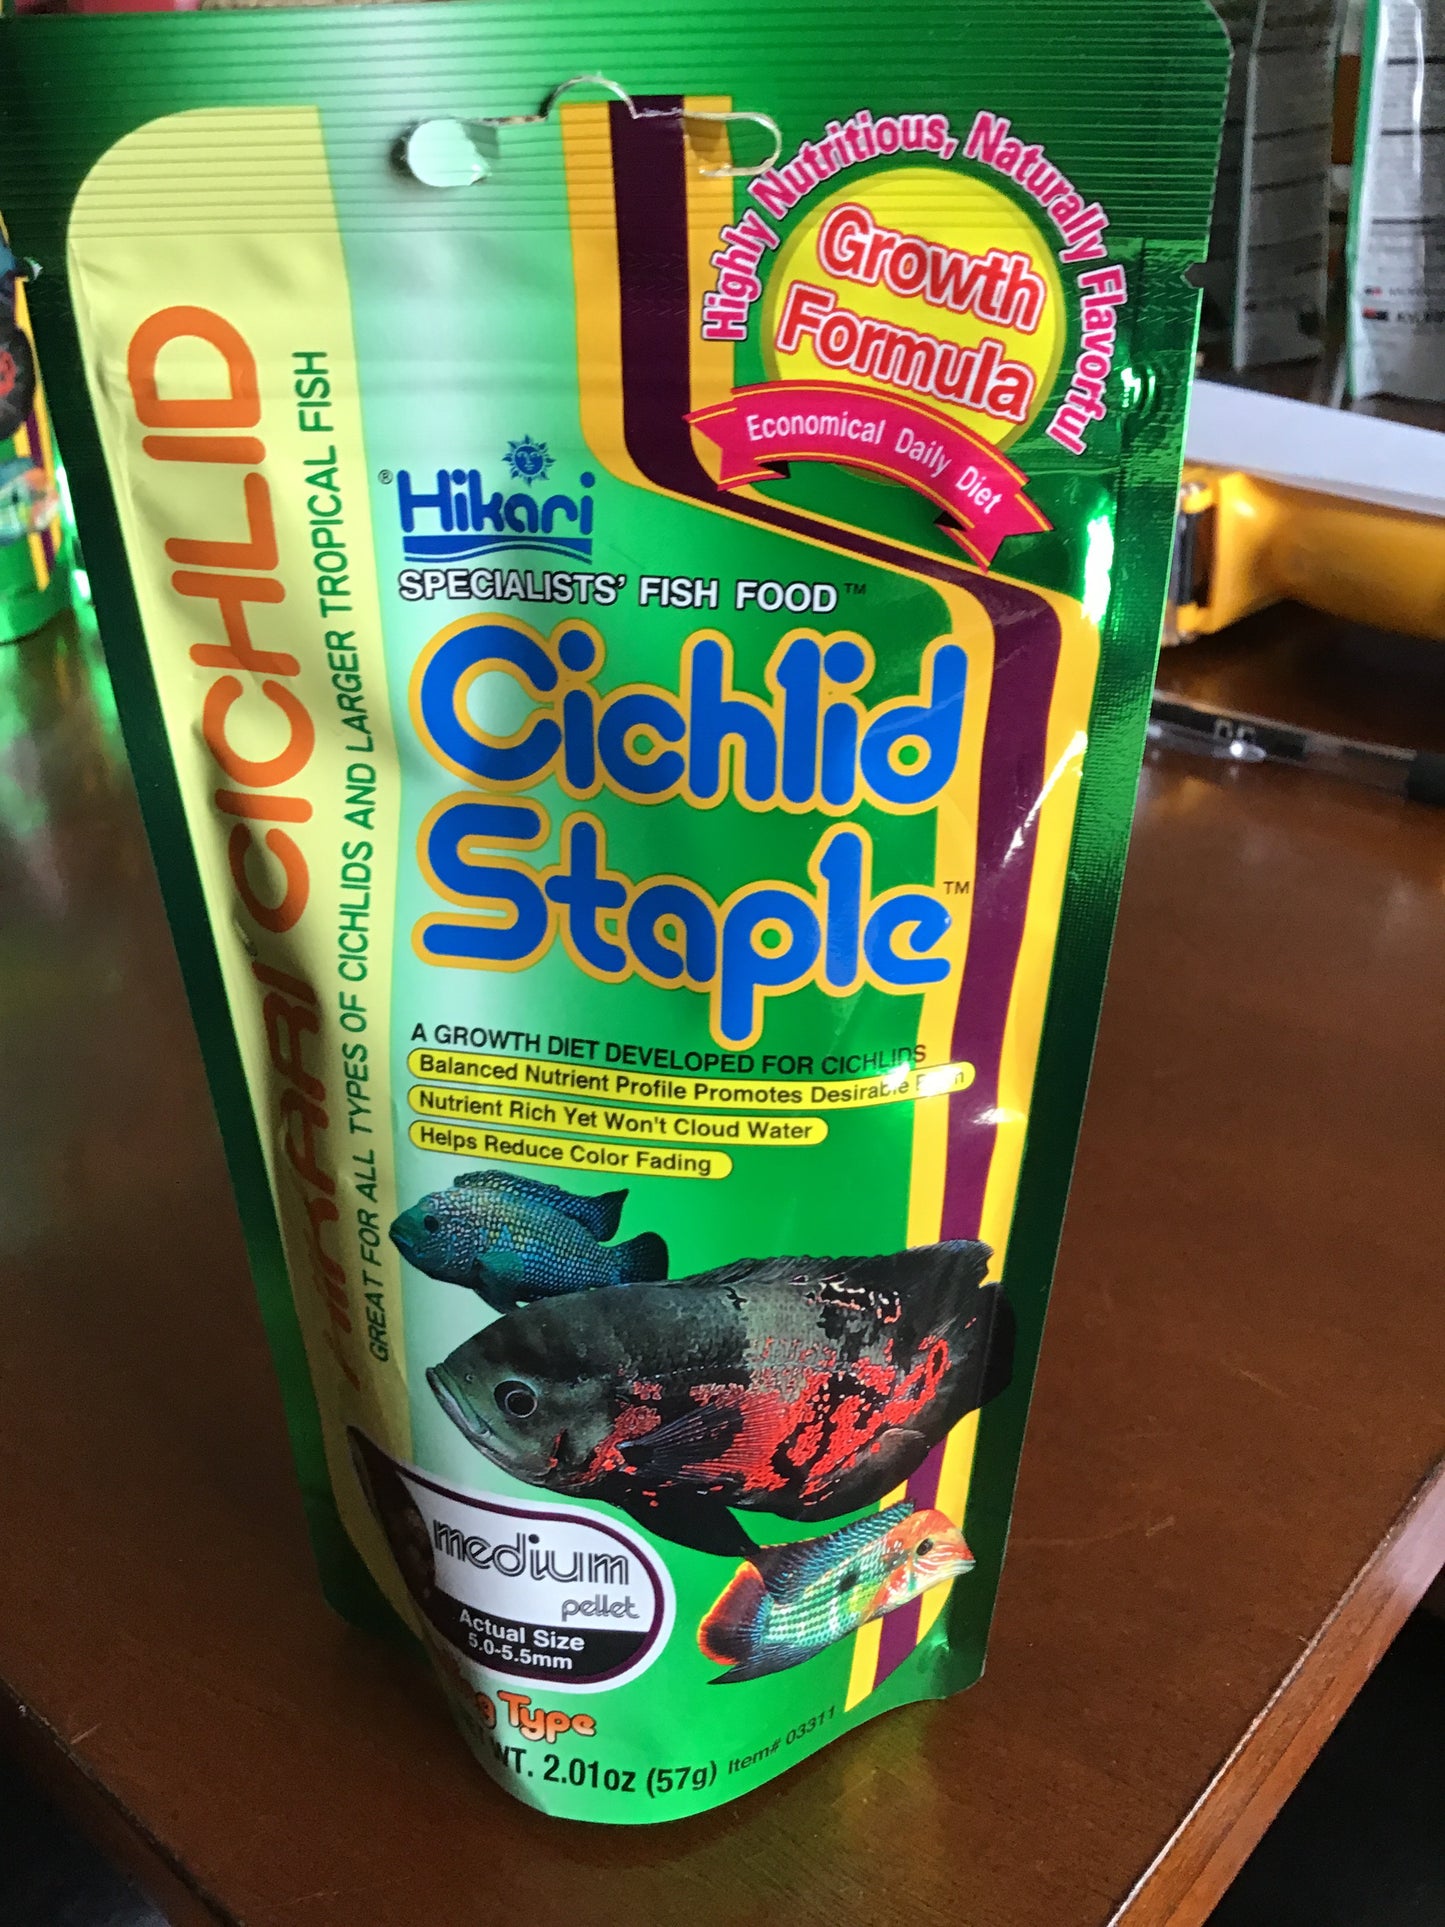 Highly Nutritious, Naturally Flavorful
Growth
Formula
Economical Daily Diet
HIKARI CICHLID
GREAT FOR ALL TYPES OF CICHLIDS AND LARGER TROPICAL FISH
®Hikari
SPECIALISTS' FISH FOOD™
Cichlid
Staple™
A GROWTH DIET DEVELOPED FOR CICHLIDS
Balanced Nutrient Profile Promotes Desirable
Nutrient Rich Yet Won't Cloud Water
Helps Reduce Color Fading
medium
pellet
Actual Size
5.0-5.5mm
Type
WT. 2.01oz (57g)
Item# 03311